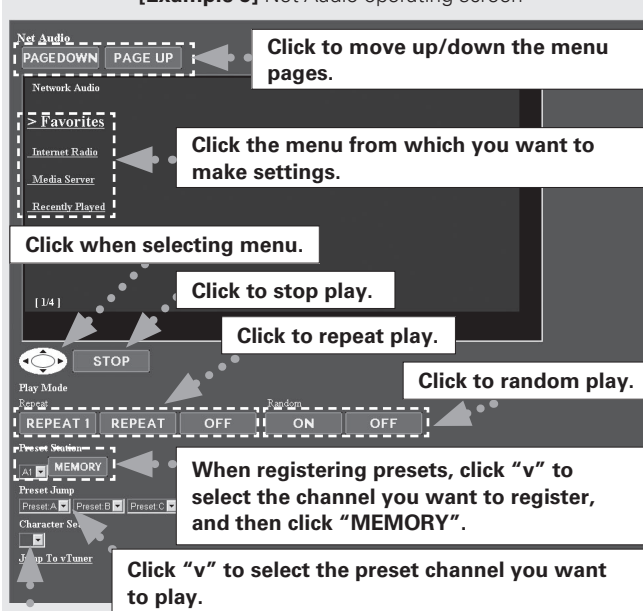 [Example 3] Net Audio operating screen
Net Audio
PAGEDOWN PAGE UP
Click to move up/down the menu
pages.
Network Audio
> Favorites
Internet Radio
Media Server
Recently Played
Click the menu from which you want to
make settings.
Click when selecting menu.
[ 1/4 ]
Click to stop play.
Click to repeat play.
STOP
Click to random play.
Play Mode
Repeat
Random
REPEAT 1 REPEAT OFF ON OFF
Preset Station
A1 MEMORY
When registering presets, click “v” to
select the channel you want to register,
and then click “MEMORY”.
Preset Jump
Preset:A Preset:B Preset:C
Character
Jump To vTuner
Click “v” to select the preset channel you want
to play.